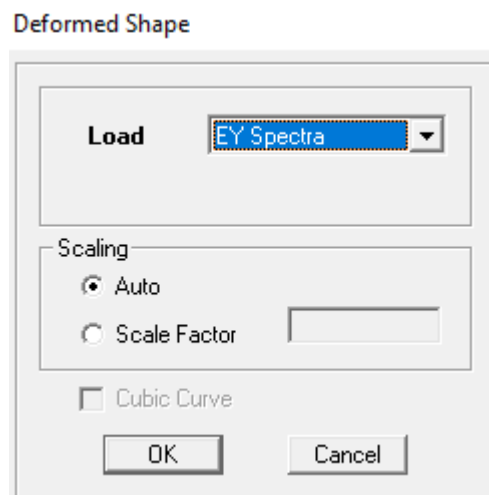 Deformed Shape
Load EY Spectra
Scaling
Auto
Scale Factor
Cubic Curve
OK Cancel